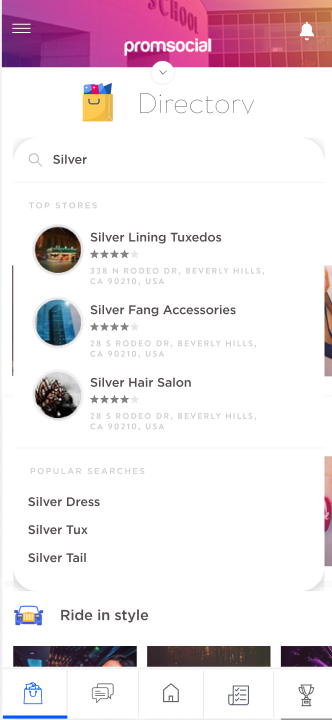 SCHOOL
promsocial
Directory
Silver
TOP STORES
Silver Lining Tuxedos
338 N RODEO DR, BEVERLY HILLS,
CA 90210, USA
Silver Fang Accessories
28 S RODEO DR, BEVERLY HILLS,
CA 90210, USA
Silver Hair Salon
28 S RODEO DR, BEVERLY HILLS,
CA 90210, USA
POPULAR SEARCHES
Silver Dress
Silver Tux
Silver Tail
Ride in style